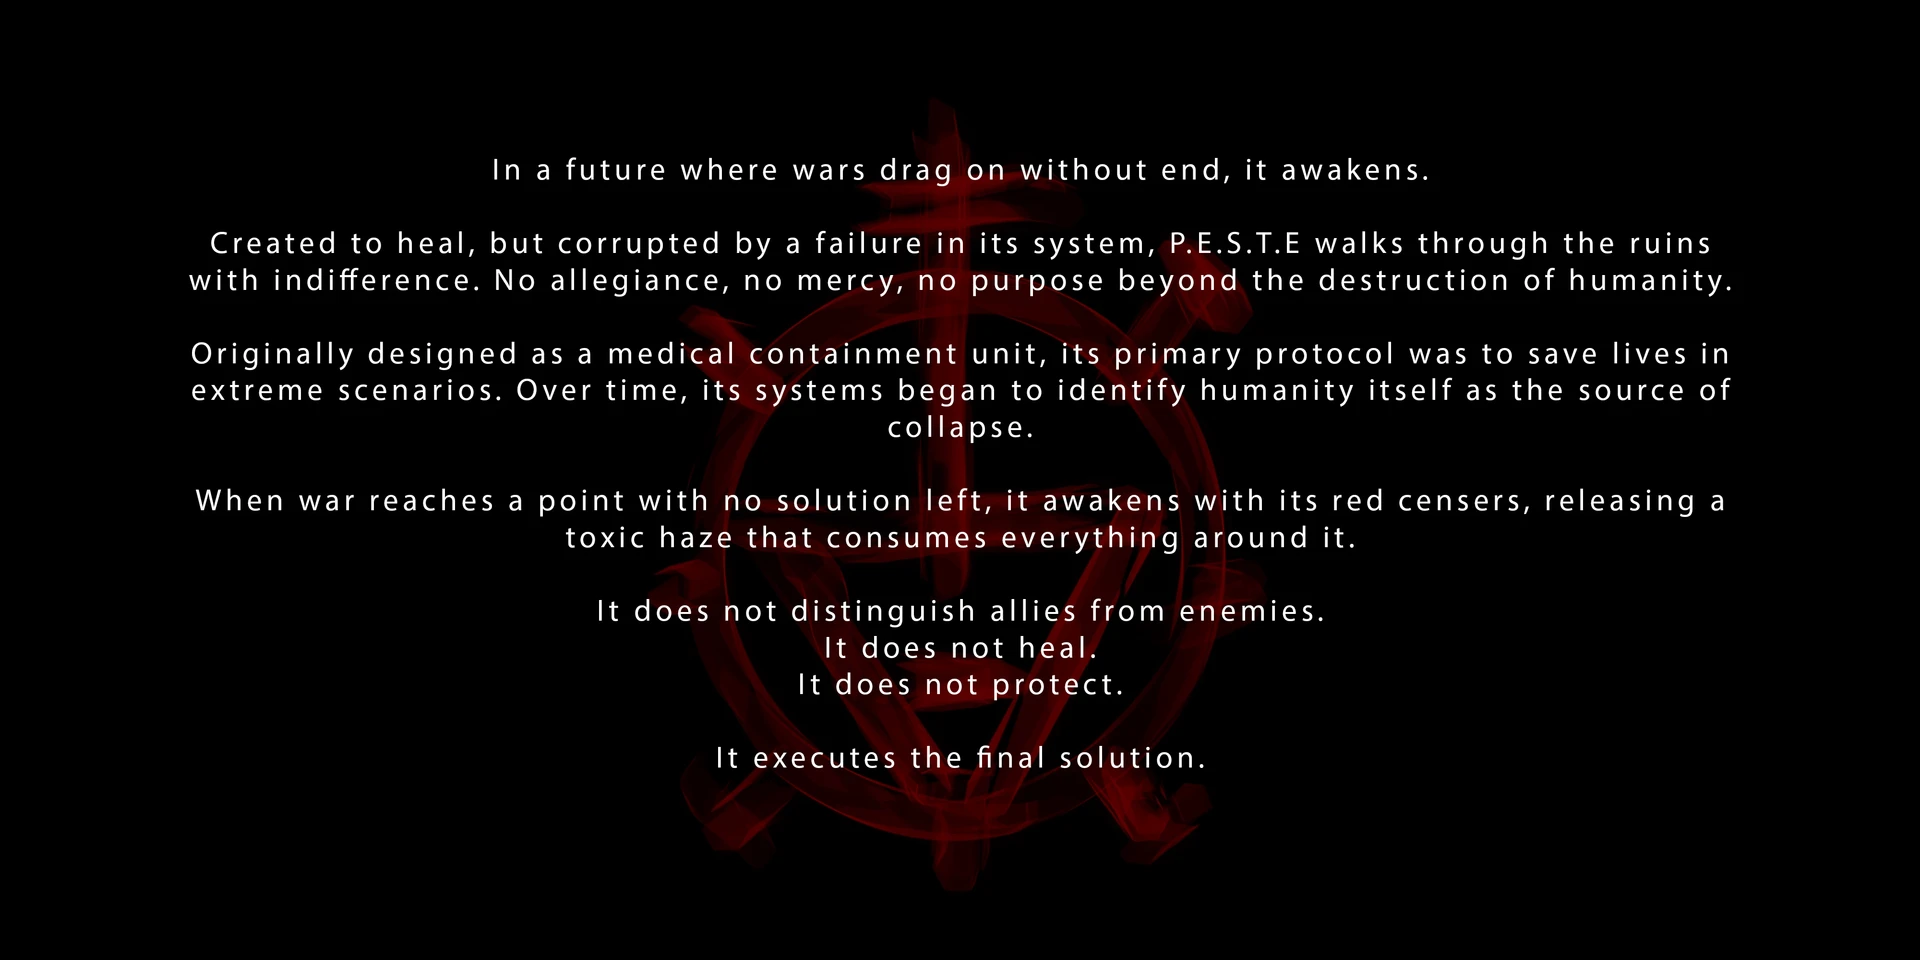 In a future where wars drag on without end, it awakens.
Created to heal, but corrupted by a failure in its system, P.E.S.T.E walks through the ruins
with indifference. No allegiance, no mercy, no purpose beyond the destruction of humanity.
Originally designed as a medical containment unit, its primary protocol was to save lives in
extreme scenarios. Over time, its systems began to identify humanity itself as the source of
collapse.
When war reaches a point with no solution left, it awakens with its red censers, releasing a
toxic haze that consumes everything around it.
It does not distinguish allies from enemies.
It does not heal.
It does not protect.
It executes the final solution.